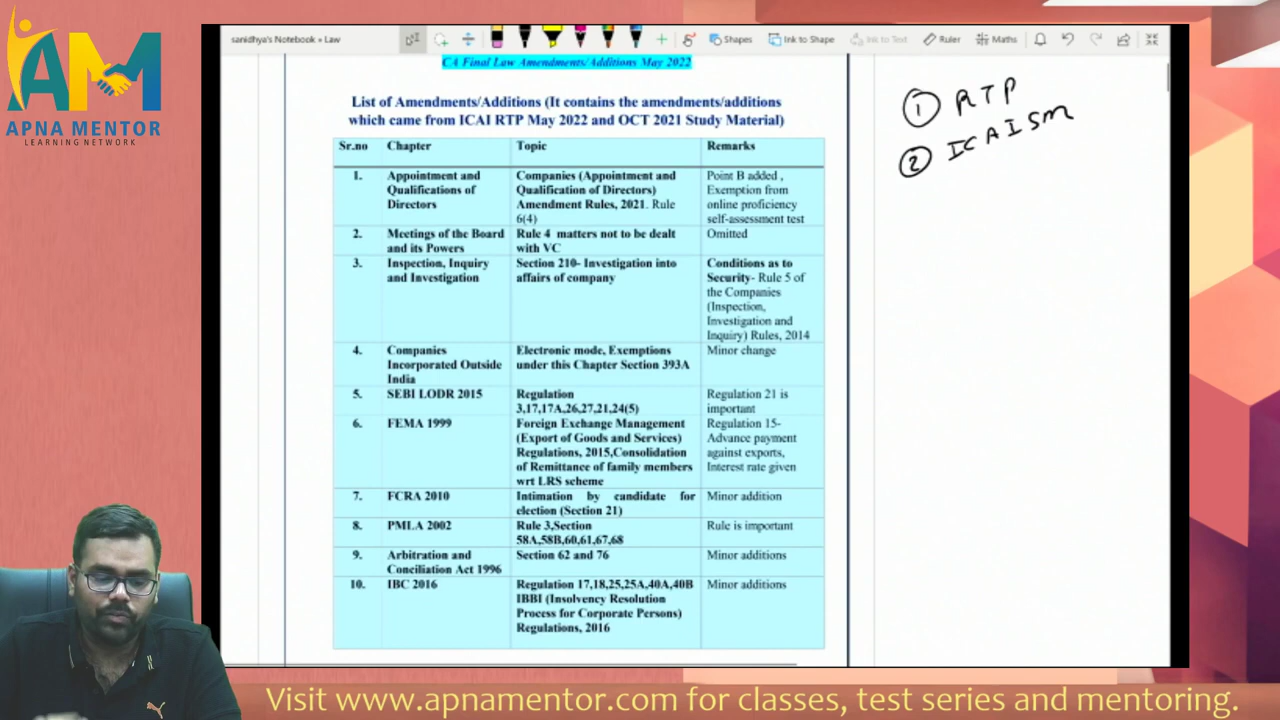 AM
APNA MENTOR
LEARNING NETWORK
sanidhya's Notebook » Law
Shapes
Ink to Shape
Ink to Text
Ruler
Maths
CA Final Law Amendments/Additions May 2022
List of Amendments/Additions (It contains the amendments/additions
which came from ICAI RTP May 2022 and OCT 2021 Study Material)
Sr.no Chapter Topic Remarks
1. Appointment and Qualifications of Directors Companies (Appointment and Qualification of Directors) Amendment Rules, 2021. Rule 6(4) Point B added , Exemption from online proficiency self-assessment test
2. Meetings of the Board and its Powers Rule 4 matters not to be dealt with VC Omitted
3. Inspection, Inquiry and Investigation Section 210- Investigation into affairs of company Conditions as to Security- Rule 5 of the Companies (Inspection, Investigation and Inquiry) Rules, 2014
4. Companies Incorporated Outside India Electronic mode, Exemptions under this Chapter Section 393A Minor change
5. SEBI LODR 2015 Regulation 3,17,17A,26,27,21,24(5) Regulation 21 is important
6. FEMA 1999 Foreign Exchange Management (Export of Goods and Services) Regulations, 2015,Consolidation of Remittance of family members wrt LRS scheme Regulation 15- Advance payment against exports, Interest rate given
7. FCRA 2010 Intimation by candidate for election (Section 21) Minor addition
8. PMLA 2002 Rule 3,Section 58A,58B,60,61,67,68 Rule is important
9. Arbitration and Conciliation Act 1996 Section 62 and 76 Minor additions
10. IBC 2016 Regulation 17,18,25,25A,40A,40B IBBI (Insolvency Resolution Process for Corporate Persons) Regulations, 2016 Minor additions
① RTP
② ICAI SM
Visit www.apnamentor.com for classes, test series and mentoring.